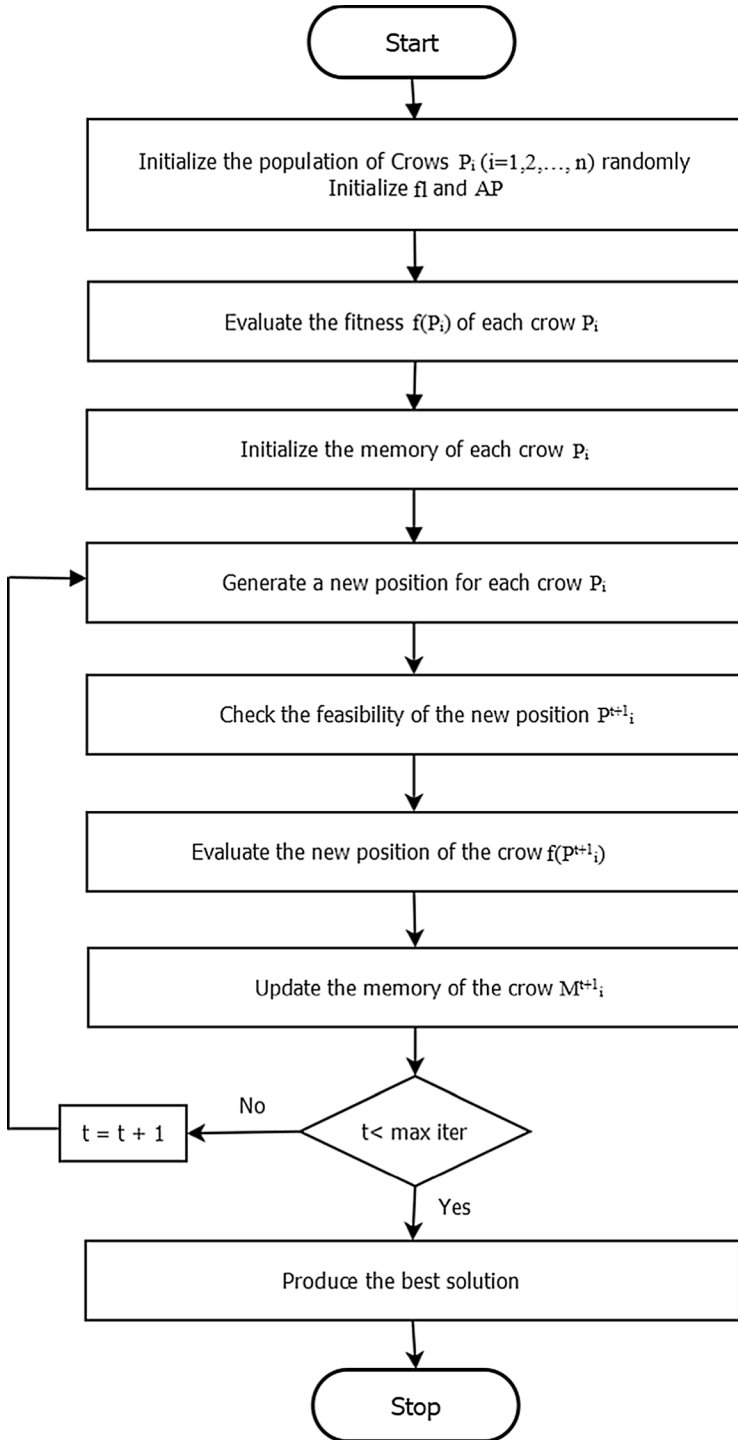 Start
Initialize the population of Crows Pᵢ (i=1,2,..., n) randomly
Initialize fl and AP
Evaluate the fitness f(Pᵢ) of each crow Pᵢ
Initialize the memory of each crow Pᵢ
Generate a new position for each crow Pᵢ
Check the feasibility of the new position Pᵗ⁺¹ᵢ
Evaluate the new position of the crow f(Pᵗ⁺¹ᵢ)
Update the memory of the crow Mᵗ⁺¹ᵢ
t< max iter
No
t = t + 1
Yes
Produce the best solution
Stop